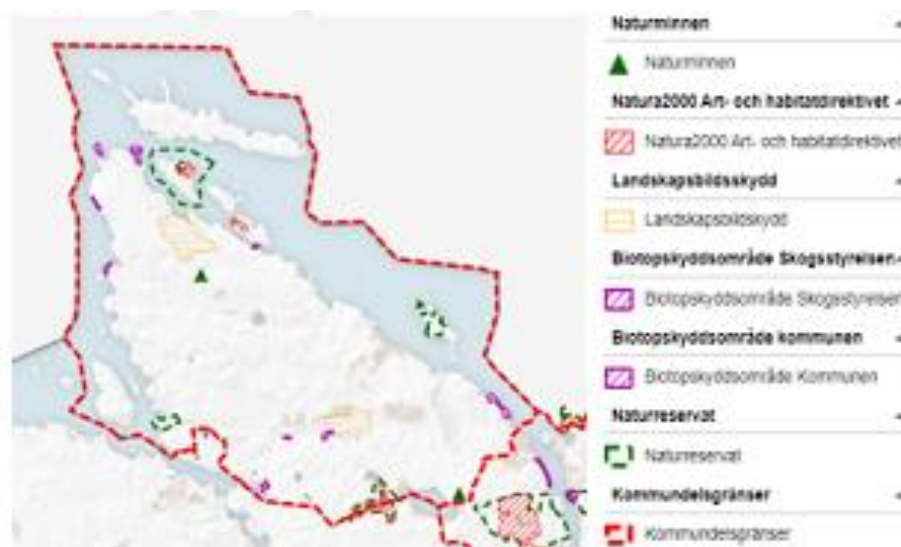 Naturminnen
Naturminnen
Natura2000 Art- och habitatdirektivet
Natura2000 Art- och habitatdirektivet
Landskapsbildsskydd
Landskapsbildskydd
Biotopskyddsområde Skogsstyrelsen
Biotopskyddsområde Skogsstyrelsen
Biotopskyddsområde kommunen
Biotopskyddsområde Kommunen
Naturreservat
Naturreservat
Kommundelsgränser
Kommundelsgränser